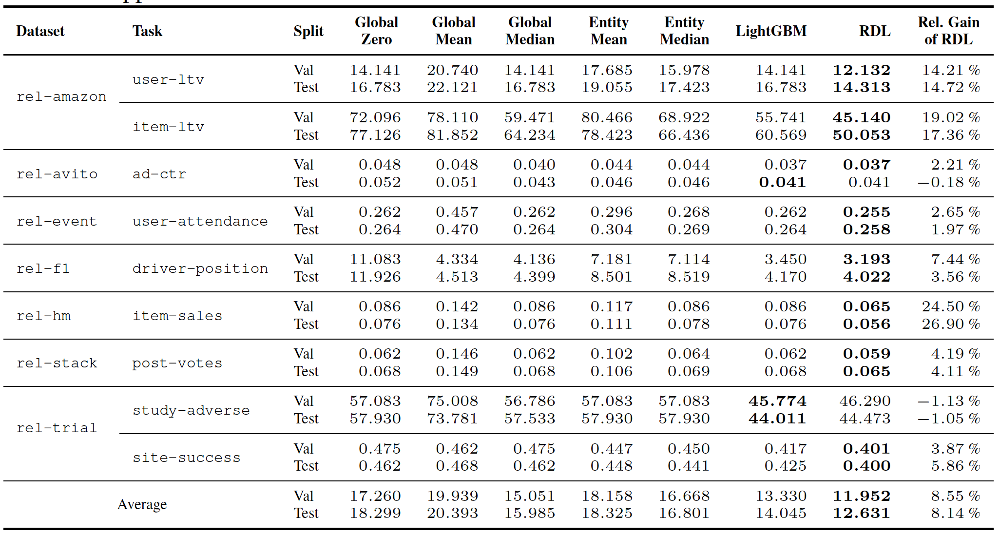 Dataset Task Split Global Zero Global Mean Global Median Entity Mean Entity Median LightGBM RDL Rel. Gain of RDL
rel-amazon user-ltv Val 14.141 20.740 14.141 17.685 15.978 14.141 12.132 14.21 %
Test 16.783 22.121 16.783 19.055 17.423 16.783 14.313 14.72 %
item-ltv Val 72.096 78.110 59.471 80.466 68.922 55.741 45.140 19.02 %
Test 77.126 81.852 64.234 78.423 66.436 60.569 50.053 17.36 %
rel-avito ad-ctr Val 0.048 0.048 0.040 0.044 0.044 0.037 0.037 2.21 %
Test 0.052 0.051 0.043 0.046 0.046 0.041 0.041 −0.18 %
rel-event user-attendance Val 0.262 0.457 0.262 0.296 0.268 0.262 0.255 2.65 %
Test 0.264 0.470 0.264 0.304 0.269 0.264 0.258 1.97 %
rel-f1 driver-position Val 11.083 4.334 4.136 7.181 7.114 3.450 3.193 7.44 %
Test 11.926 4.513 4.399 8.501 8.519 4.170 4.022 3.56 %
rel-hm item-sales Val 0.086 0.142 0.086 0.117 0.086 0.086 0.065 24.50 %
Test 0.076 0.134 0.076 0.111 0.078 0.076 0.056 26.90 %
rel-stack post-votes Val 0.062 0.146 0.062 0.102 0.064 0.062 0.059 4.19 %
Test 0.068 0.149 0.068 0.106 0.069 0.068 0.065 4.11 %
rel-trial study-adverse Val 57.083 75.008 56.786 57.083 57.083 45.774 46.290 −1.13 %
Test 57.930 73.781 57.533 57.930 57.930 44.011 44.473 −1.05 %
site-success Val 0.475 0.462 0.475 0.447 0.450 0.417 0.401 3.87 %
Test 0.462 0.468 0.462 0.448 0.441 0.425 0.400 5.86 %
Average Val 17.260 19.939 15.051 18.158 16.668 13.330 11.952 8.55 %
Test 18.299 20.393 15.985 18.325 16.801 14.045 12.631 8.14 %